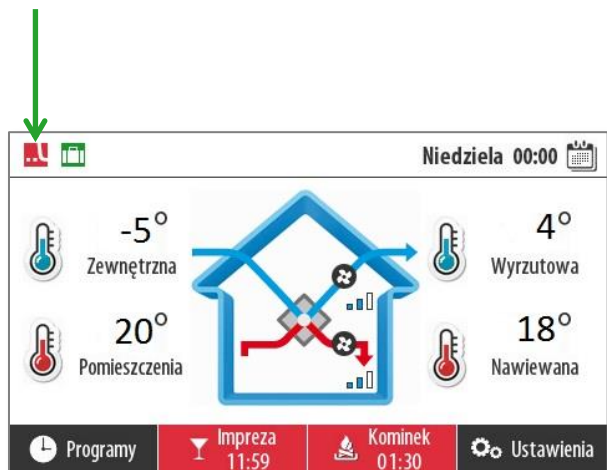 Niedziela 00:00
-5°
Zewnętrzna
4°
Wyrzutowa
20°
Pomieszczenia
18°
Nawiewana
Programy
Impreza
11:59
Kominek
01:30
Ustawienia